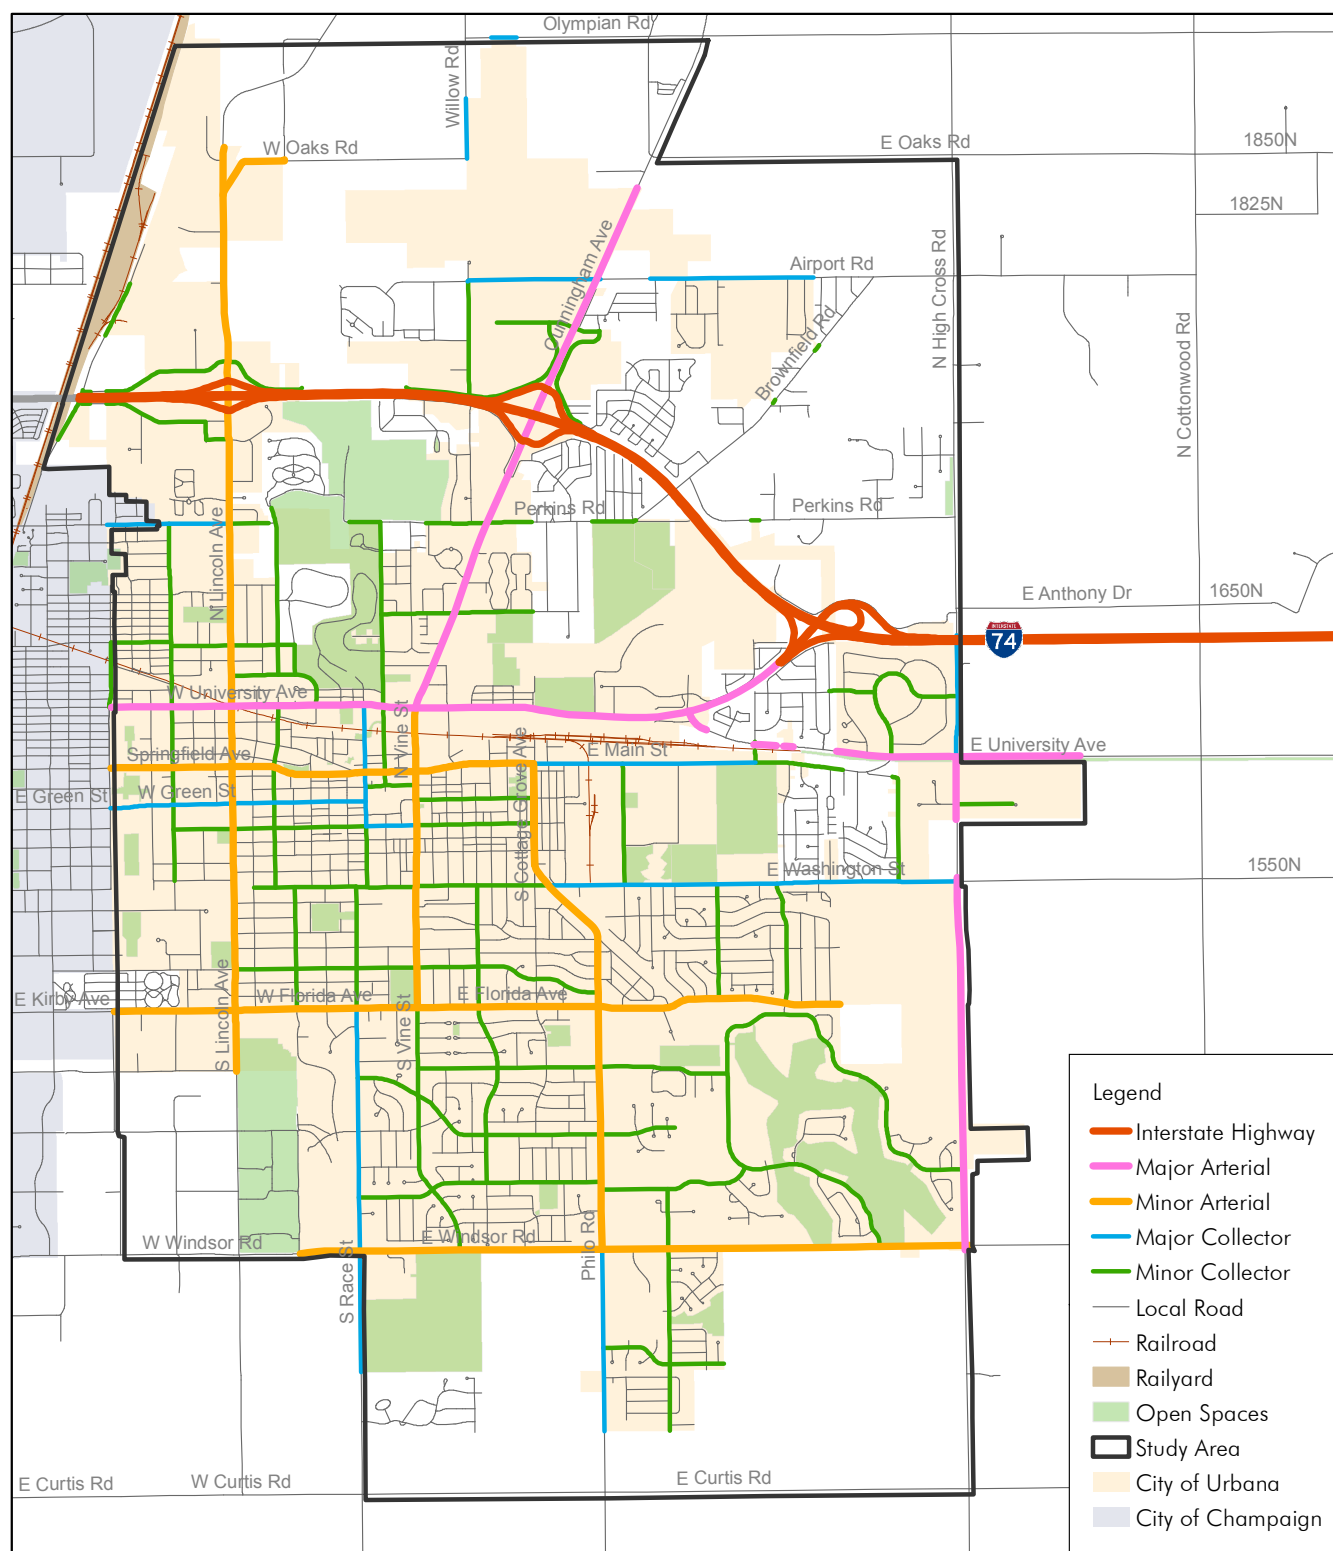 Olympian Rd
Willow Rd
W Oaks Rd
E Oaks Rd
1850N
1825N
Cunningham Ave
Airport Rd
N High Cross Rd
Brownfield Rd
N Cottonwood Rd
Perkins Rd
Perkins Rd
N Lincoln Ave
E Anthony Dr
1650N
INTERSTATE
74
W University Ave
N Vine St
E University Ave
E Main St
Springfield Ave
S Cottage Grove Ave
E Green St
W Green St
E Washington St
1550N
E Kirby Ave
W Florida Ave
E Florida Ave
S Lincoln Ave
S Vine St
W Windsor Rd
E Windsor Rd
Philo Rd
S Race St
E Curtis Rd
W Curtis Rd
E Curtis Rd
Legend
Interstate Highway
Major Arterial
Minor Arterial
Major Collector
Minor Collector
Local Road
Railroad
Railyard
Open Spaces
Study Area
City of Urbana
City of Champaign